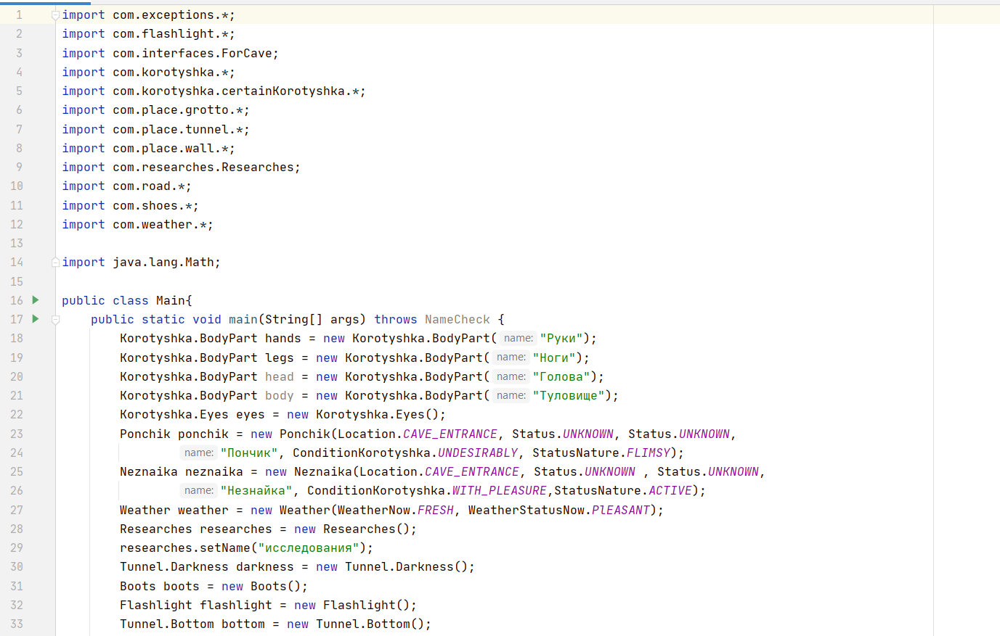 1 import com.exceptions.*;
2 import com.flashlight.*;
3 import com.interfaces.ForCave;
4 import com.korotyshka.*;
5 import com.korotyshka.certainKorotyshka.*;
6 import com.place.grotto.*;
7 import com.place.tunnel.*;
8 import com.place.wall.*;
9 import com.researches.Researches;
10 import com.road.*;
11 import com.shoes.*;
12 import com.weather.*;
13
14 import java.lang.Math;
15
16 public class Main{
17 public static void main(String[] args) throws NameCheck {
18 Korotyshka.BodyPart hands = new Korotyshka.BodyPart( name: "Руки");
19 Korotyshka.BodyPart legs = new Korotyshka.BodyPart( name: "Ноги");
20 Korotyshka.BodyPart head = new Korotyshka.BodyPart( name: "Голова");
21 Korotyshka.BodyPart body = new Korotyshka.BodyPart( name: "Туловище");
22 Korotyshka.Eyes eyes = new Korotyshka.Eyes();
23 Ponchik ponchik = new Ponchik(Location.CAVE_ENTRANCE, Status.UNKNOWN, Status.UNKNOWN,
24 name: "Пончик", ConditionKorotyshka.UNDESIRABLY, StatusNature.FLIMSY);
25 Neznaika neznaika = new Neznaika(Location.CAVE_ENTRANCE, Status.UNKNOWN , Status.UNKNOWN,
26 name: "Незнайка", ConditionKorotyshka.WITH_PLEASURE,StatusNature.ACTIVE);
27 Weather weather = new Weather(WeatherNow.FRESH, WeatherStatusNow.PlEASANT);
28 Researches researches = new Researches();
29 researches.setName("исследования");
30 Tunnel.Darkness darkness = new Tunnel.Darkness();
31 Boots boots = new Boots();
32 Flashlight flashlight = new Flashlight();
33 Tunnel.Bottom bottom = new Tunnel.Bottom();